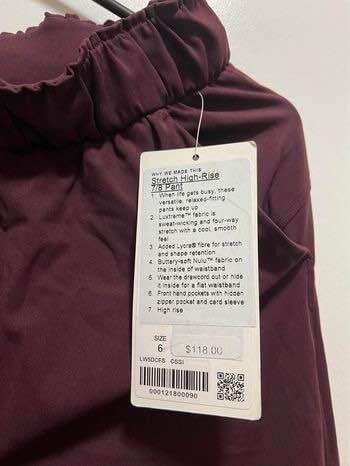 WHY WE MADE THIS
Stretch High-Rise
7/8 Pant
1 When life gets busy, these
versatile, relaxed-fitting
pants keep up
2 Luxtreme™ fabric is
sweat-wicking and four-way
stretch with a cool, smooth
feel
3 Added Lycra® fibre for stretch
and shape retention
4 Buttery-soft Nulu™ fabric on
the inside of waistband
5 Wear the drawcord out or hide
it inside for a flat waistband
6 Front hand pockets with hidden
zipper pocket and card sleeve
7 High rise
SIZE
6
$118.00
LW5DCFS CSSI
000121800090